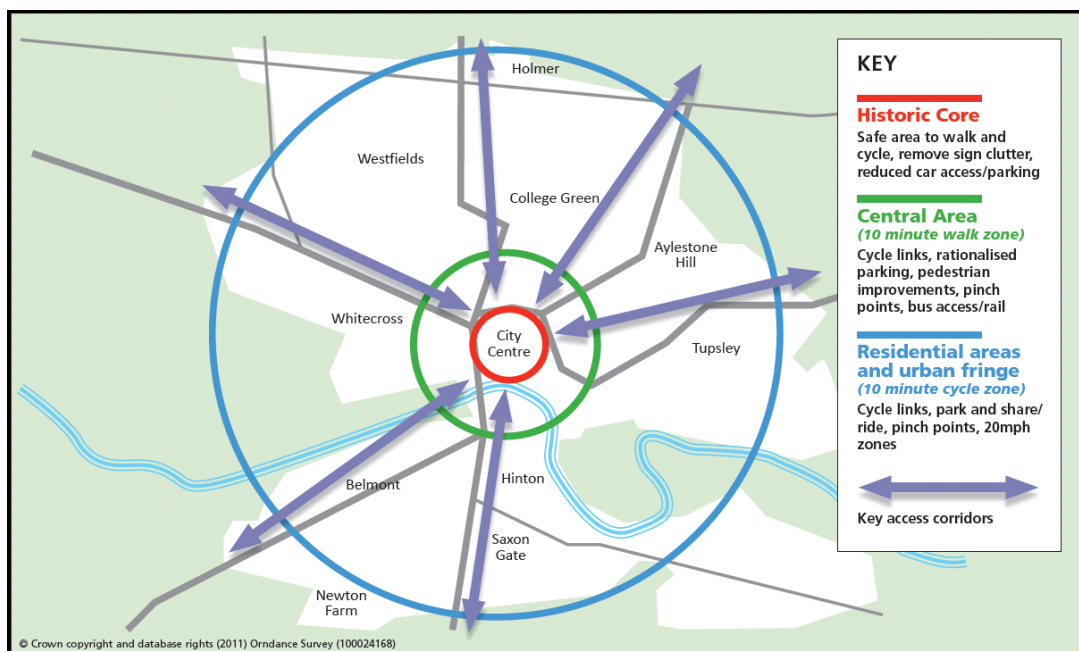 Holmer
Westfields
College Green
Aylestone
Hill
Whitecross
City
Centre
Tupsley
Belmont
Hinton
Saxon
Gate
Newton
Farm
© Crown copyright and database rights (2011) Orndance Survey (100024168)
KEY
Historic Core
Safe area to walk and
cycle, remove sign clutter,
reduced car access/parking
Central Area
(10 minute walk zone)
Cycle links, rationalised
parking, pedestrian
improvements, pinch
points, bus access/rail
Residential areas
and urban fringe
(10 minute cycle zone)
Cycle links, park and share/
ride, pinch points, 20mph
zones
Key access corridors